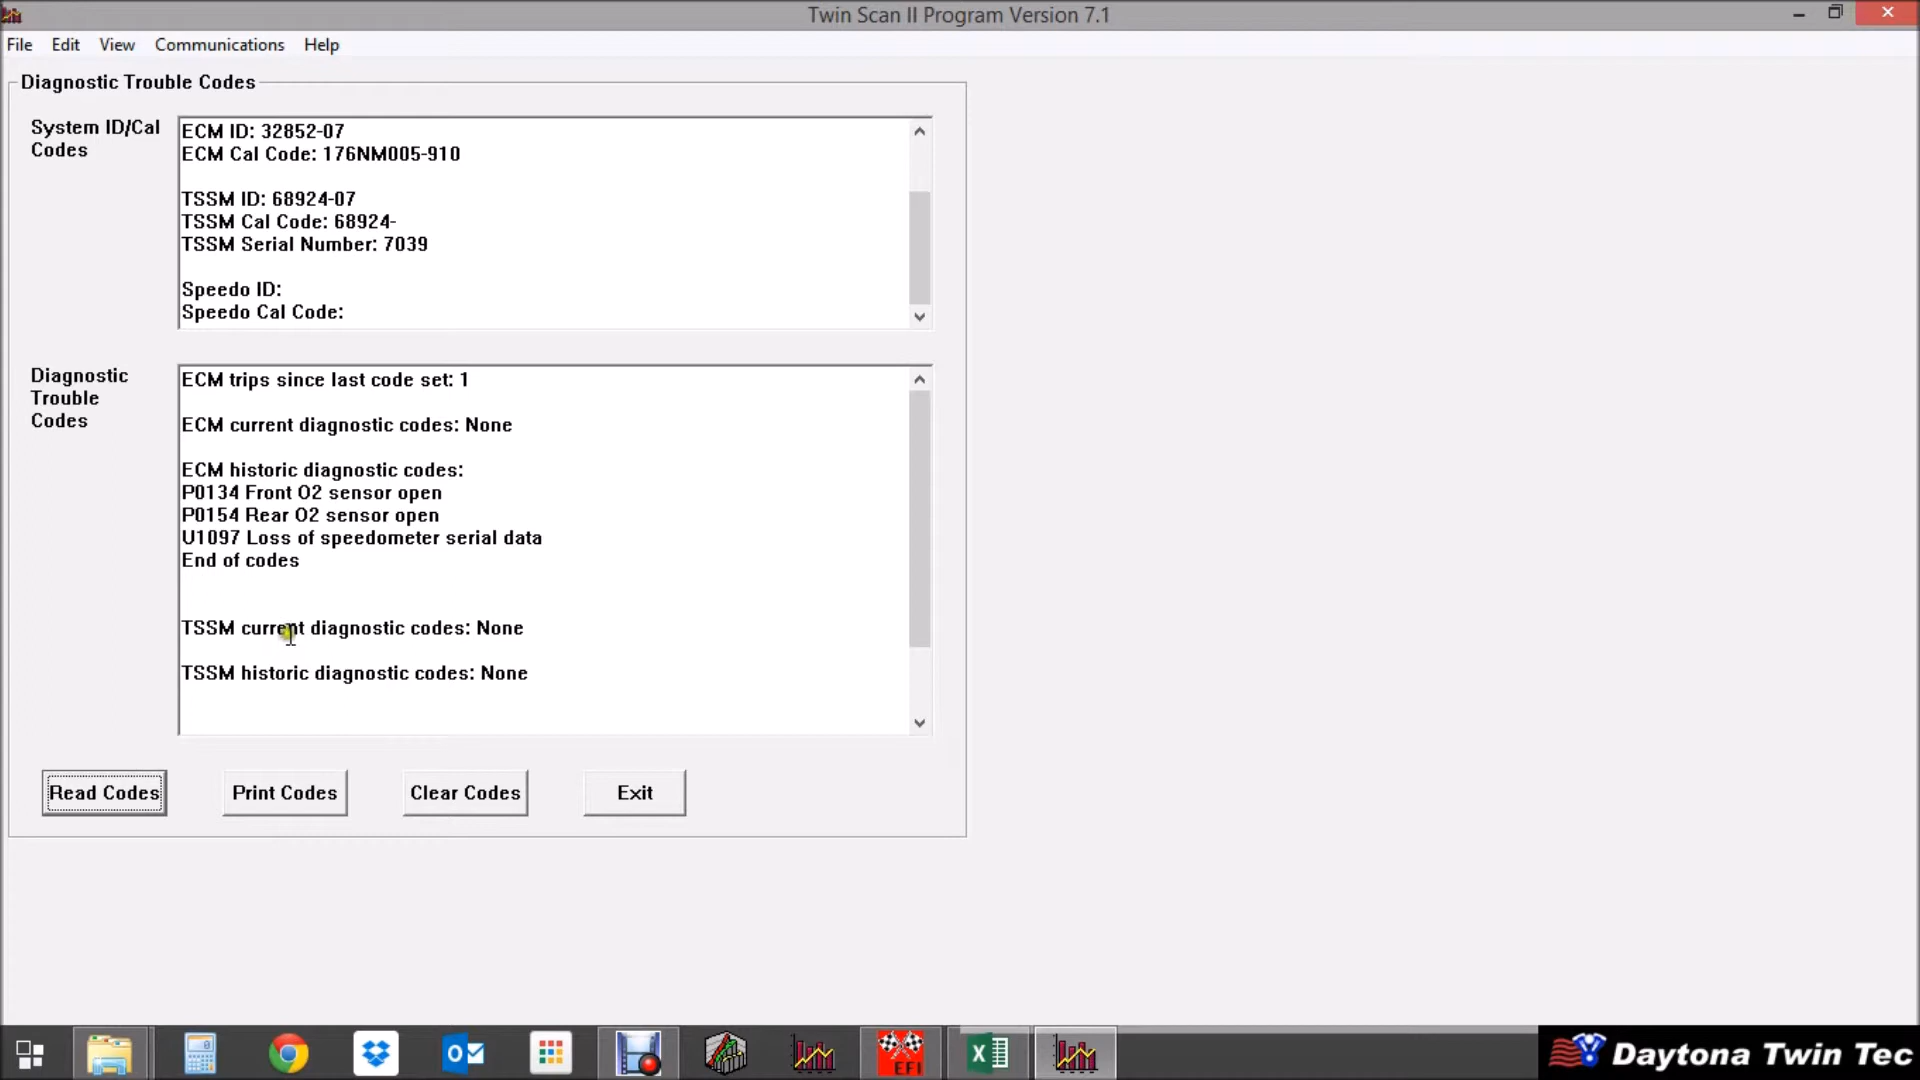 Twin Scan II Program Version 7.1
File Edit View Communications Help
Diagnostic Trouble Codes
System ID/Cal
Codes
ECM ID: 32852-07
ECM Cal Code: 176NM005-910
TSSM ID: 68924-07
TSSM Cal Code: 68924-
TSSM Serial Number: 7039
Speedo ID:
Speedo Cal Code:
Diagnostic
Trouble
Codes
ECM trips since last code set: 1
ECM current diagnostic codes: None
ECM historic diagnostic codes:
P0134 Front O2 sensor open
P0154 Rear O2 sensor open
U1097 Loss of speedometer serial data
End of codes
TSSM current diagnostic codes: None
TSSM historic diagnostic codes: None
Read Codes Print Codes Clear Codes Exit
EFI
Daytona Twin Tec